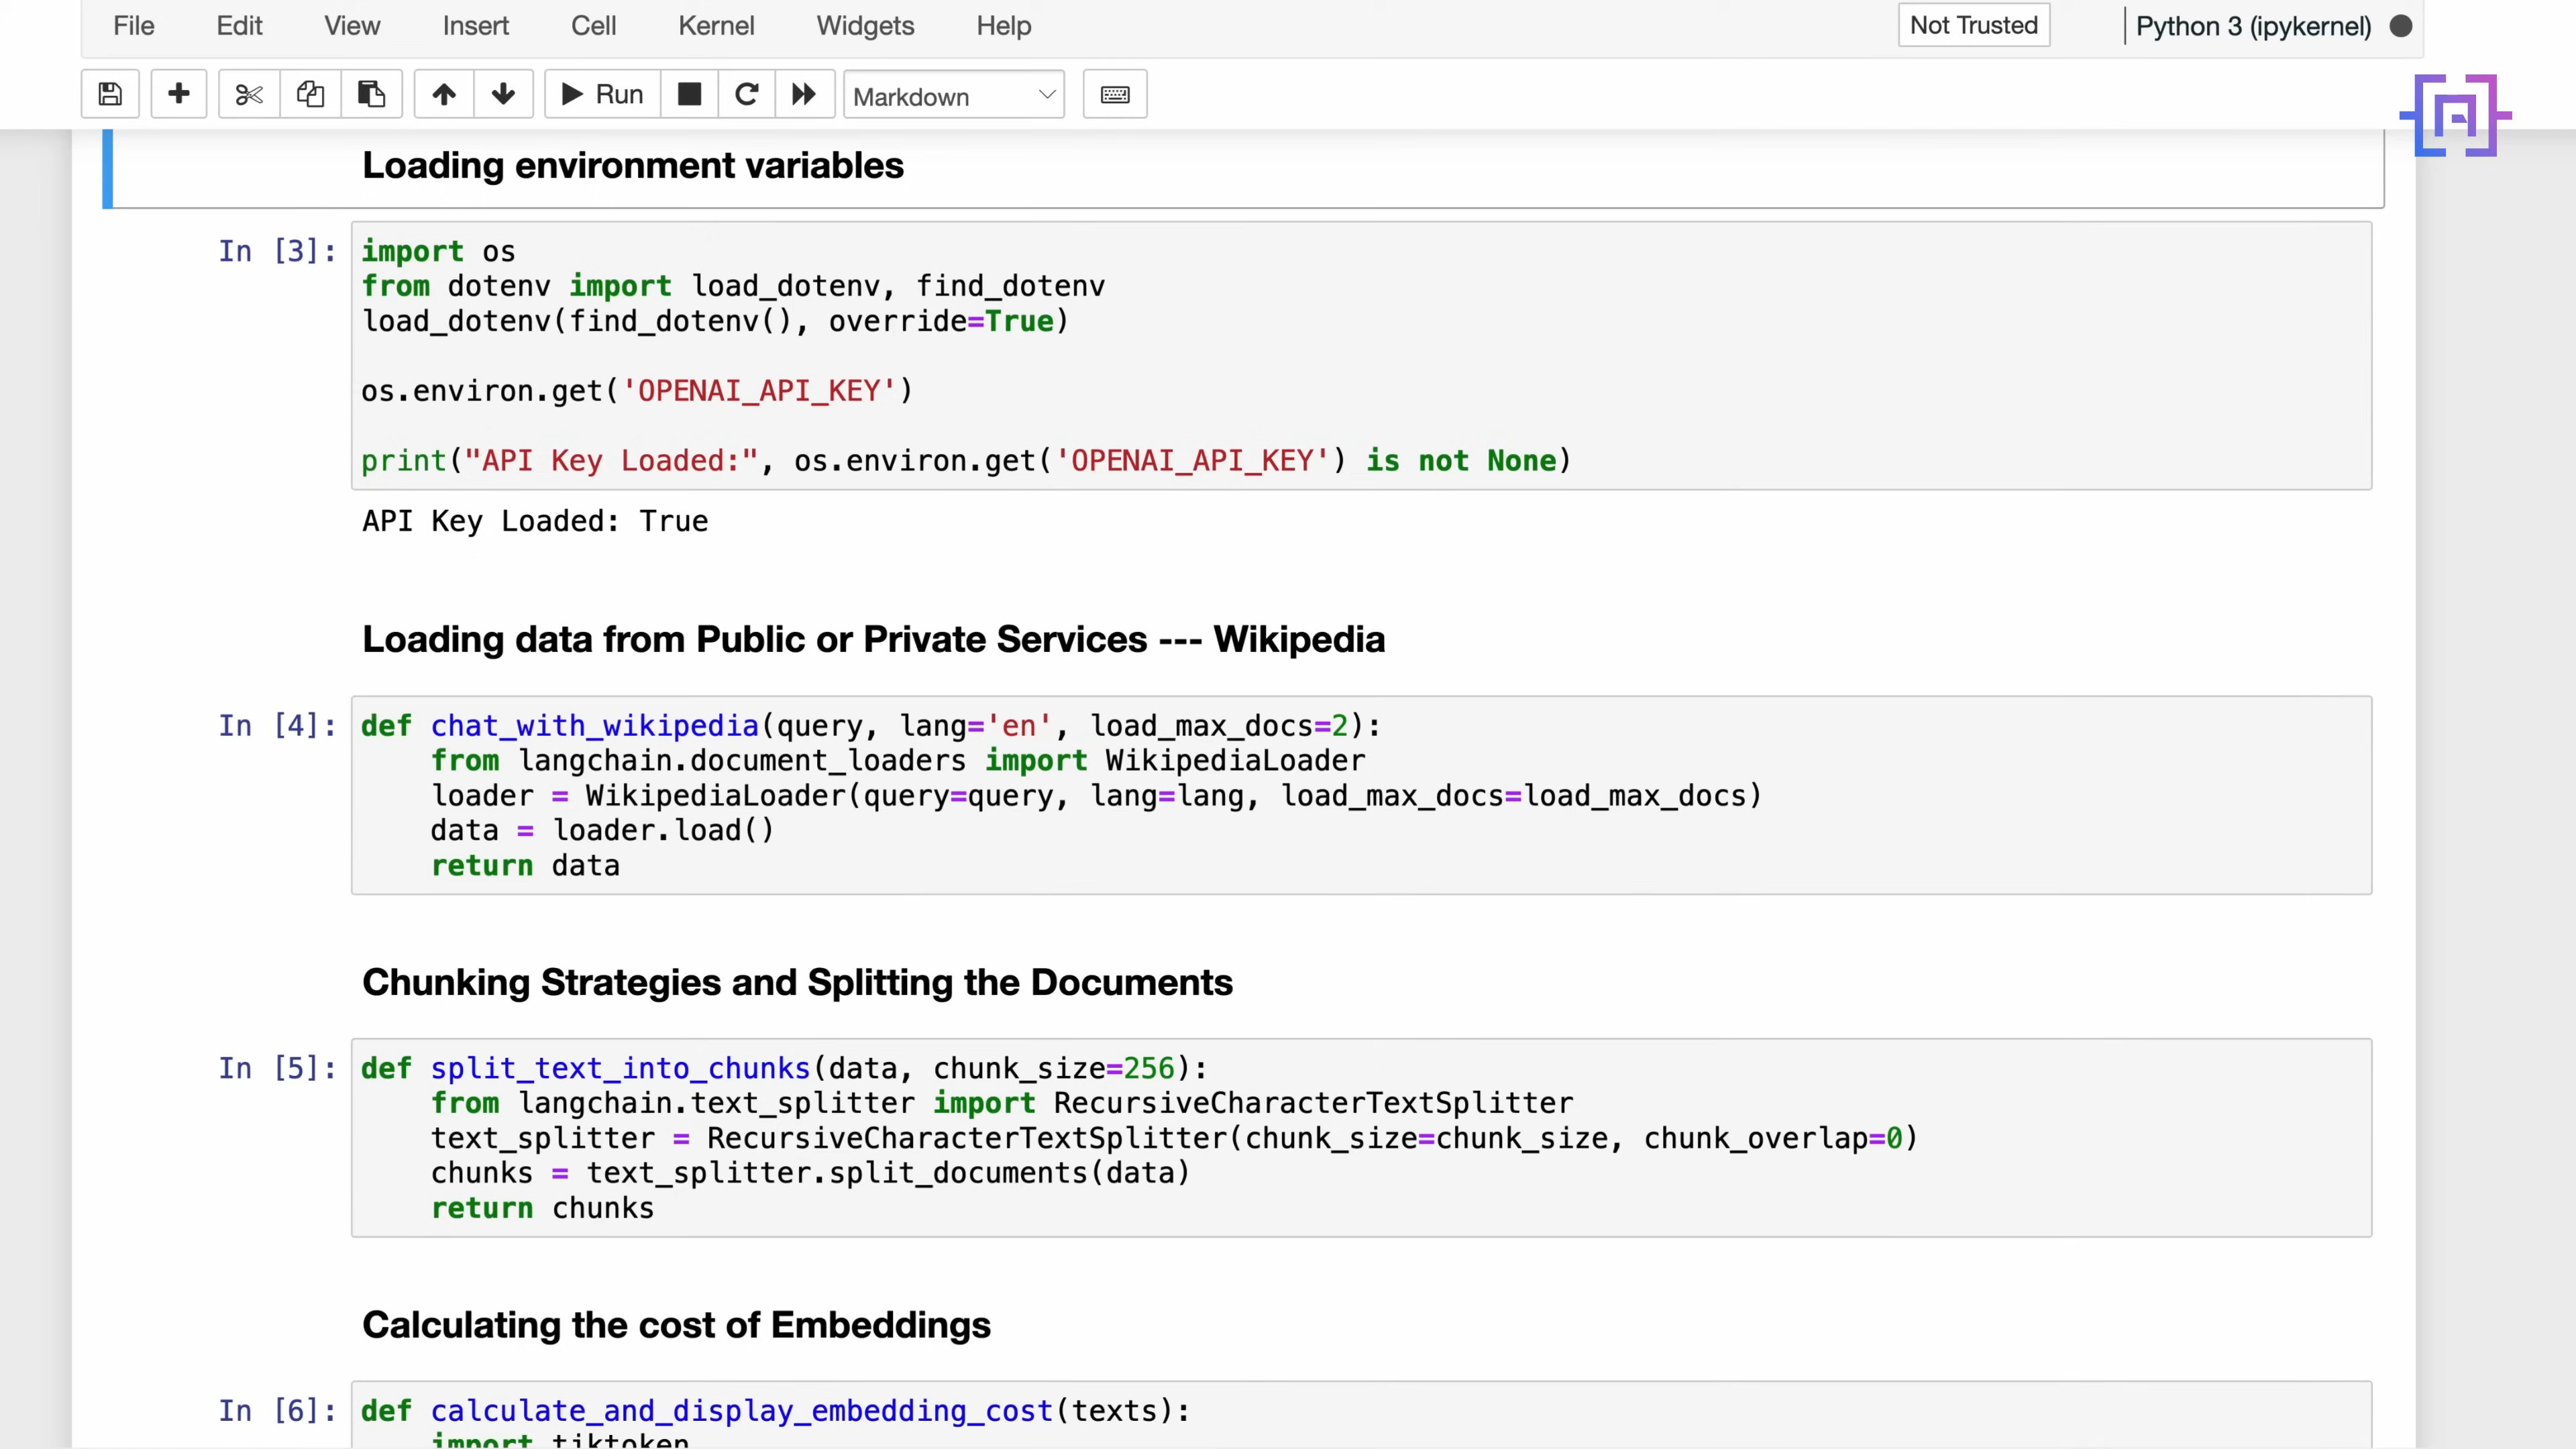 File Edit View Insert Cell Kernel Widgets Help Not Trusted Python 3 (ipykernel)
Run Markdown
Loading environment variables
In [3]: import os
from dotenv import load_dotenv, find_dotenv
load_dotenv(find_dotenv(), override=True)
os.environ.get('OPENAI_API_KEY')
print("API Key Loaded:", os.environ.get('OPENAI_API_KEY') is not None)
API Key Loaded: True
Loading data from Public or Private Services --- Wikipedia
In [4]: def chat_with_wikipedia(query, lang='en', load_max_docs=2):
from langchain.document_loaders import WikipediaLoader
loader = WikipediaLoader(query=query, lang=lang, load_max_docs=load_max_docs)
data = loader.load()
return data
Chunking Strategies and Splitting the Documents
In [5]: def split_text_into_chunks(data, chunk_size=256):
from langchain.text_splitter import RecursiveCharacterTextSplitter
text_splitter = RecursiveCharacterTextSplitter(chunk_size=chunk_size, chunk_overlap=0)
chunks = text_splitter.split_documents(data)
return chunks
Calculating the cost of Embeddings
In [6]: def calculate_and_display_embedding_cost(texts):
import tiktoken